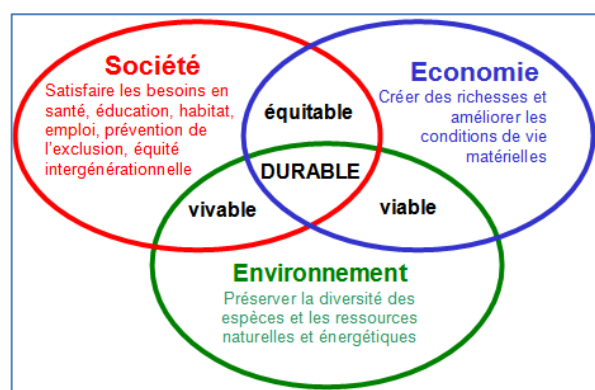 Société
Satisfaire les besoins en
santé, éducation, habitat,
emploi, prévention de
l'exclusion, équité
intergénérationnelle
équitable
Economie
Créer des richesses et
améliorer les
conditions de vie
matérielles
DURABLE
vivable
viable
Environnement
Préserver la diversité des
espèces et les ressources
naturelles et énergétiques